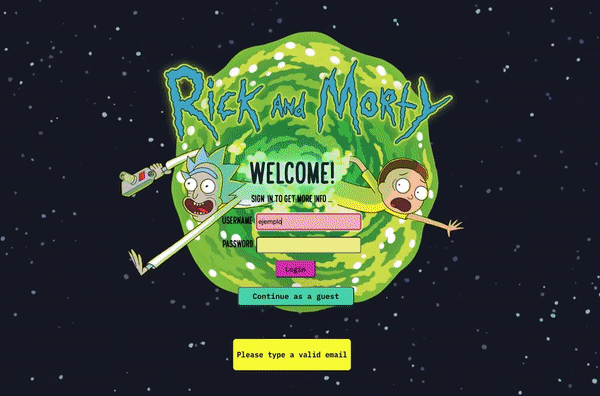 Rick and Morty
WELCOME!
SIGN IN TO GET MORE INFO ...
USERNAME
ejemplo
PASSWORD
Login
Continue as a guest
Please type a valid email